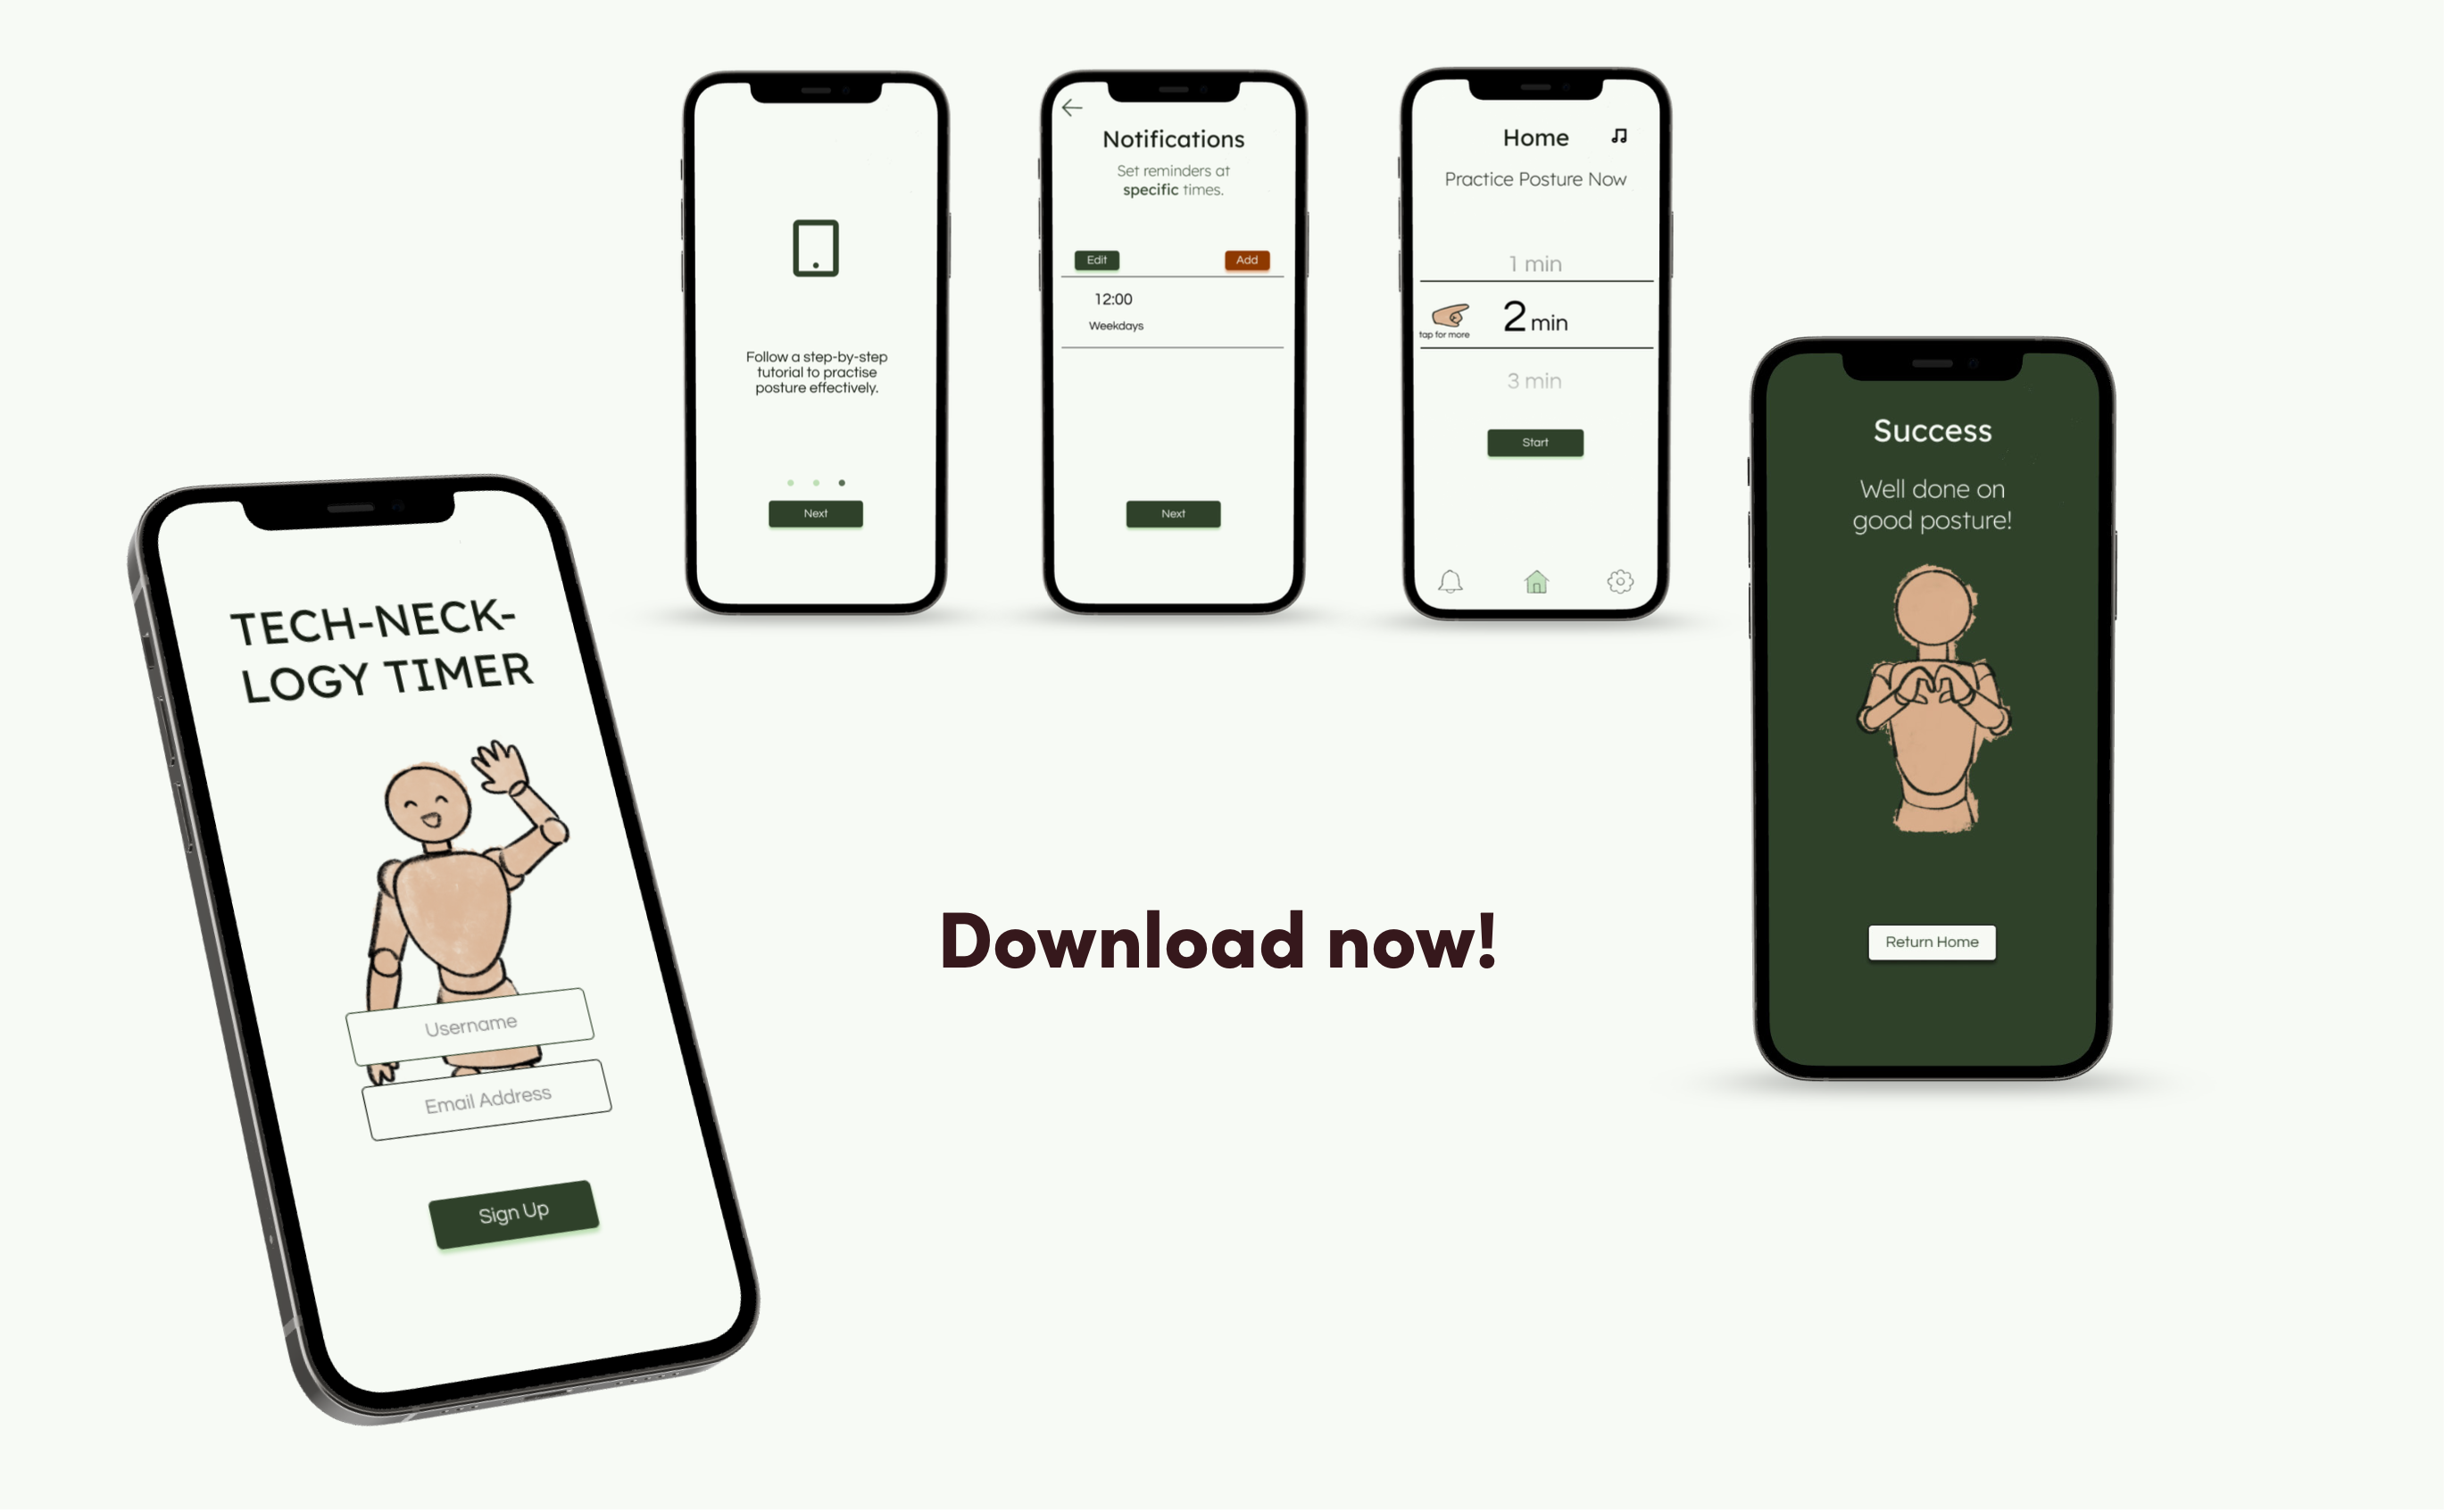 TECH-NECK-
LOGY TIMER
Username
Email Address
Sign Up
Follow a step-by-step
tutorial to practise
posture effectively.
Next
Notifications
Set reminders at
specific times.
Edit
Add
12:00
Weekdays
Next
Home
Practice Posture Now
1 min
2 min
tap for more
3 min
Start
Success
Well done on
good posture!
Return Home
Download now!